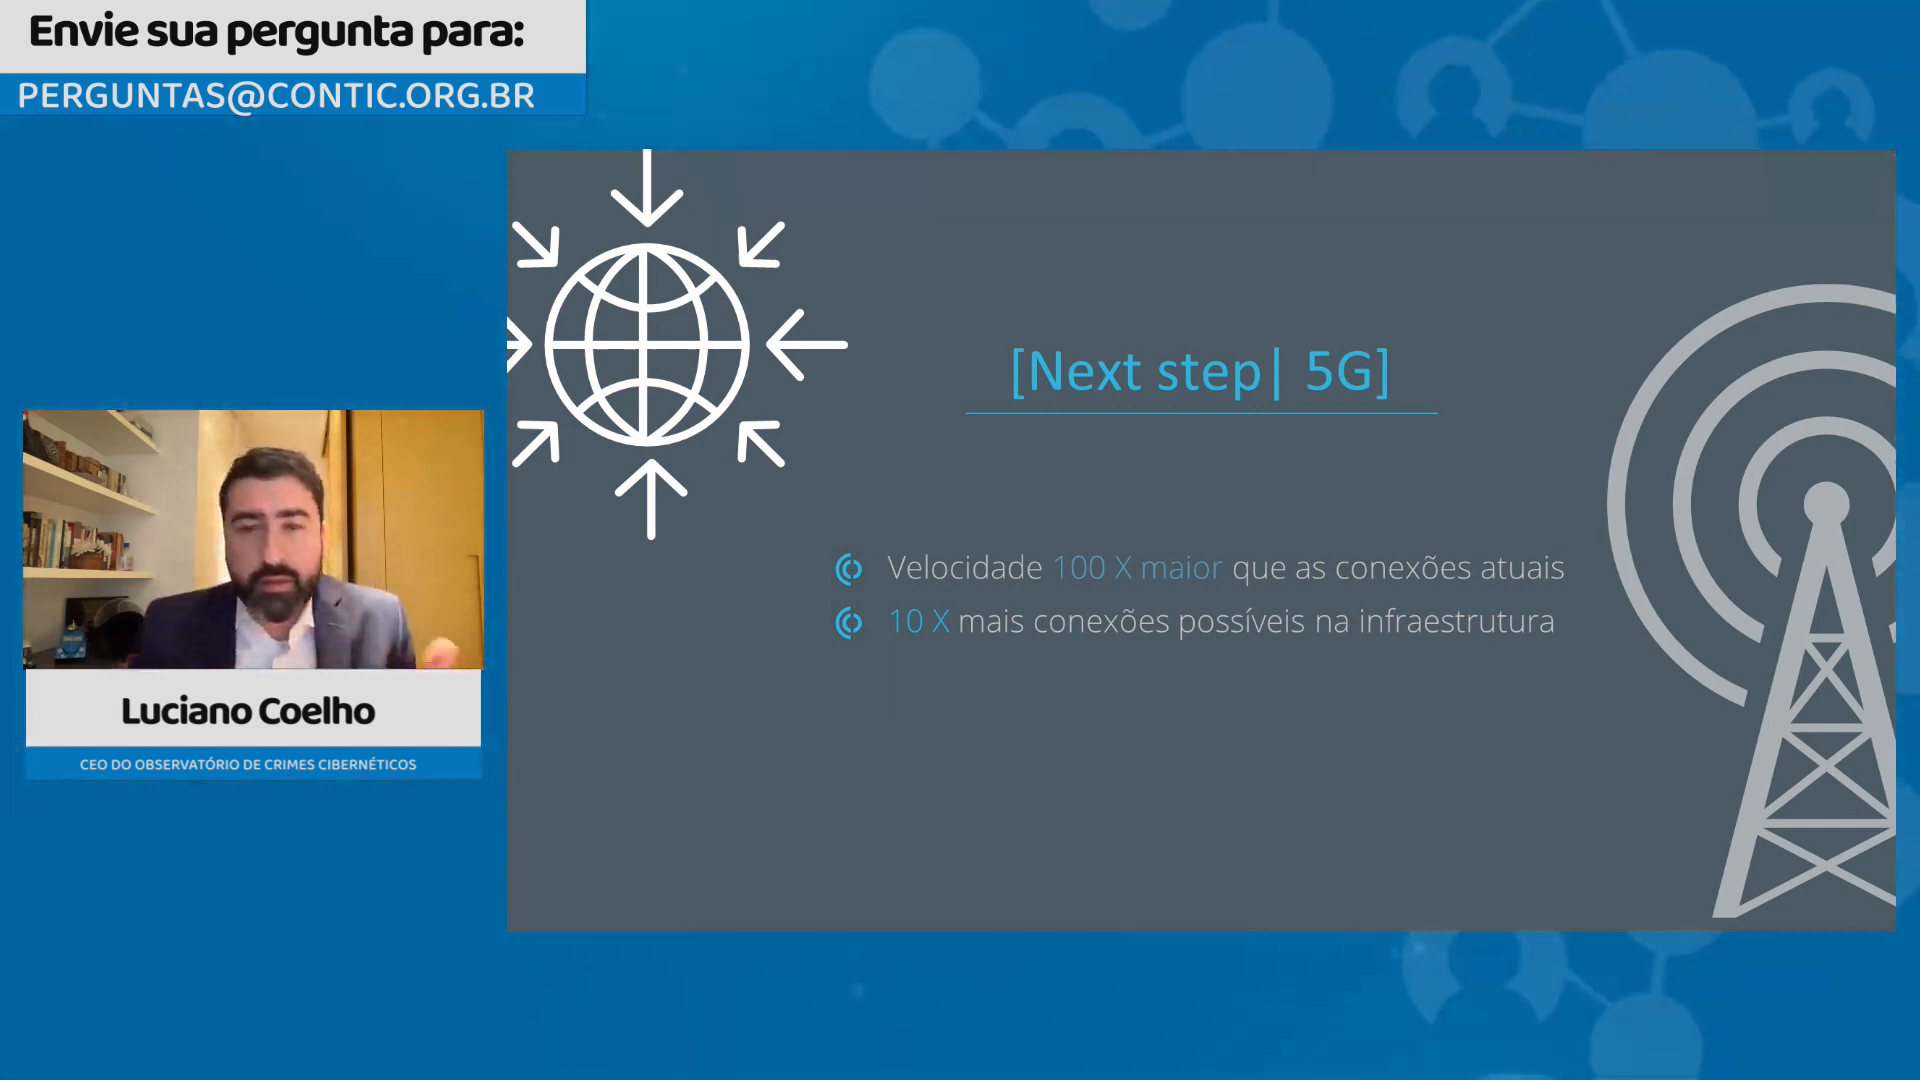 Envie sua pergunta para:
PERGUNTAS@CONTIC.ORG.BR
[Next step| 5G]
Velocidade 100 X maior que as conexões atuais
10 X mais conexões possíveis na infraestrutura
Luciano Coelho
CEO DO OBSERVATÓRIO DE CRIMES CIBERNÉTICOS